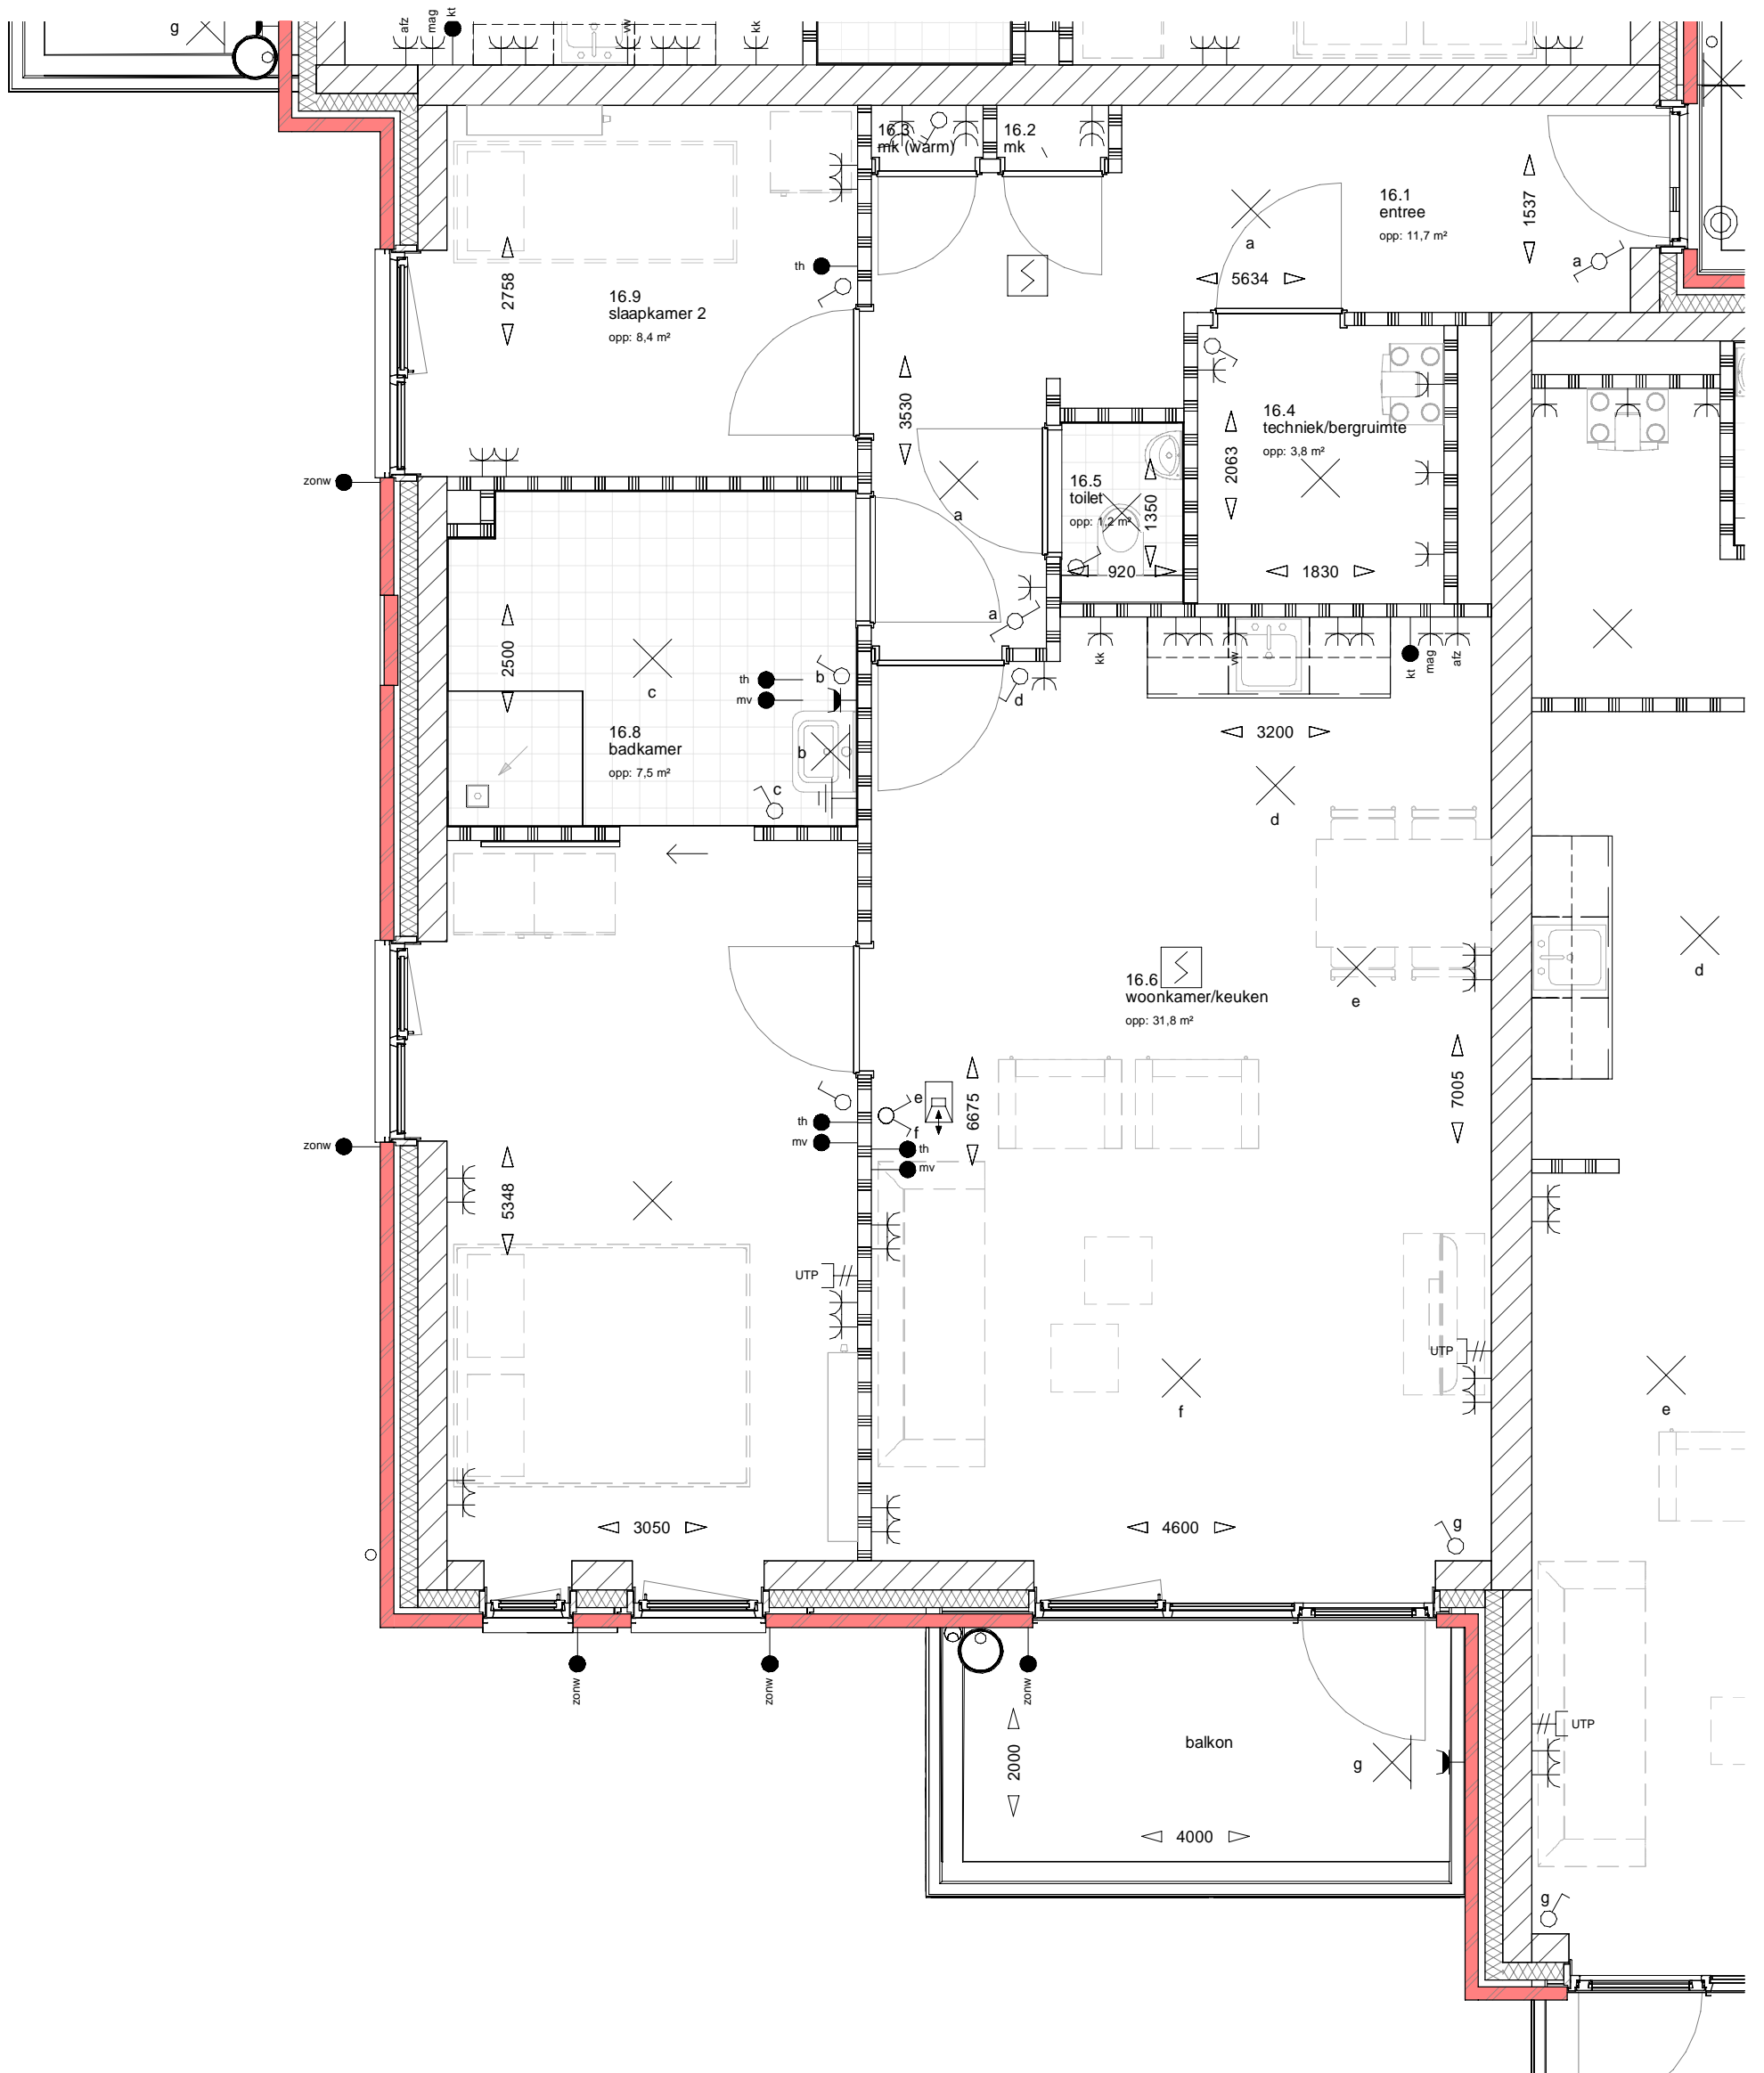 g
afz
mag
kt
vw
kk
16.3
mk (warm)
16.2
mk
16.1
entree
opp: 11,7 m²
1537
a
a
5634
th
2758
16.9
slaapkamer 2
opp: 8,4 m²
3530
16.4
techniek/bergruimte
opp: 3,8 m²
2063
zonw
16.5
toilet
opp: 1,2 m²
1350
a
920
1830
a
2500
kk
vw
kt
mag
afz
c
th
mv
b
d
16.8
badkamer
opp: 7,5 m²
b
c
3200
d
16.6
woonkamer/keuken
opp: 31,8 m²
e
d
6675
7005
e
f
th
mv
th
mv
zonw
5348
UTP
UTP
f
e
3050
4600
g
zonw
zonw
zonw
UTP
balkon
2000
g
4000
g